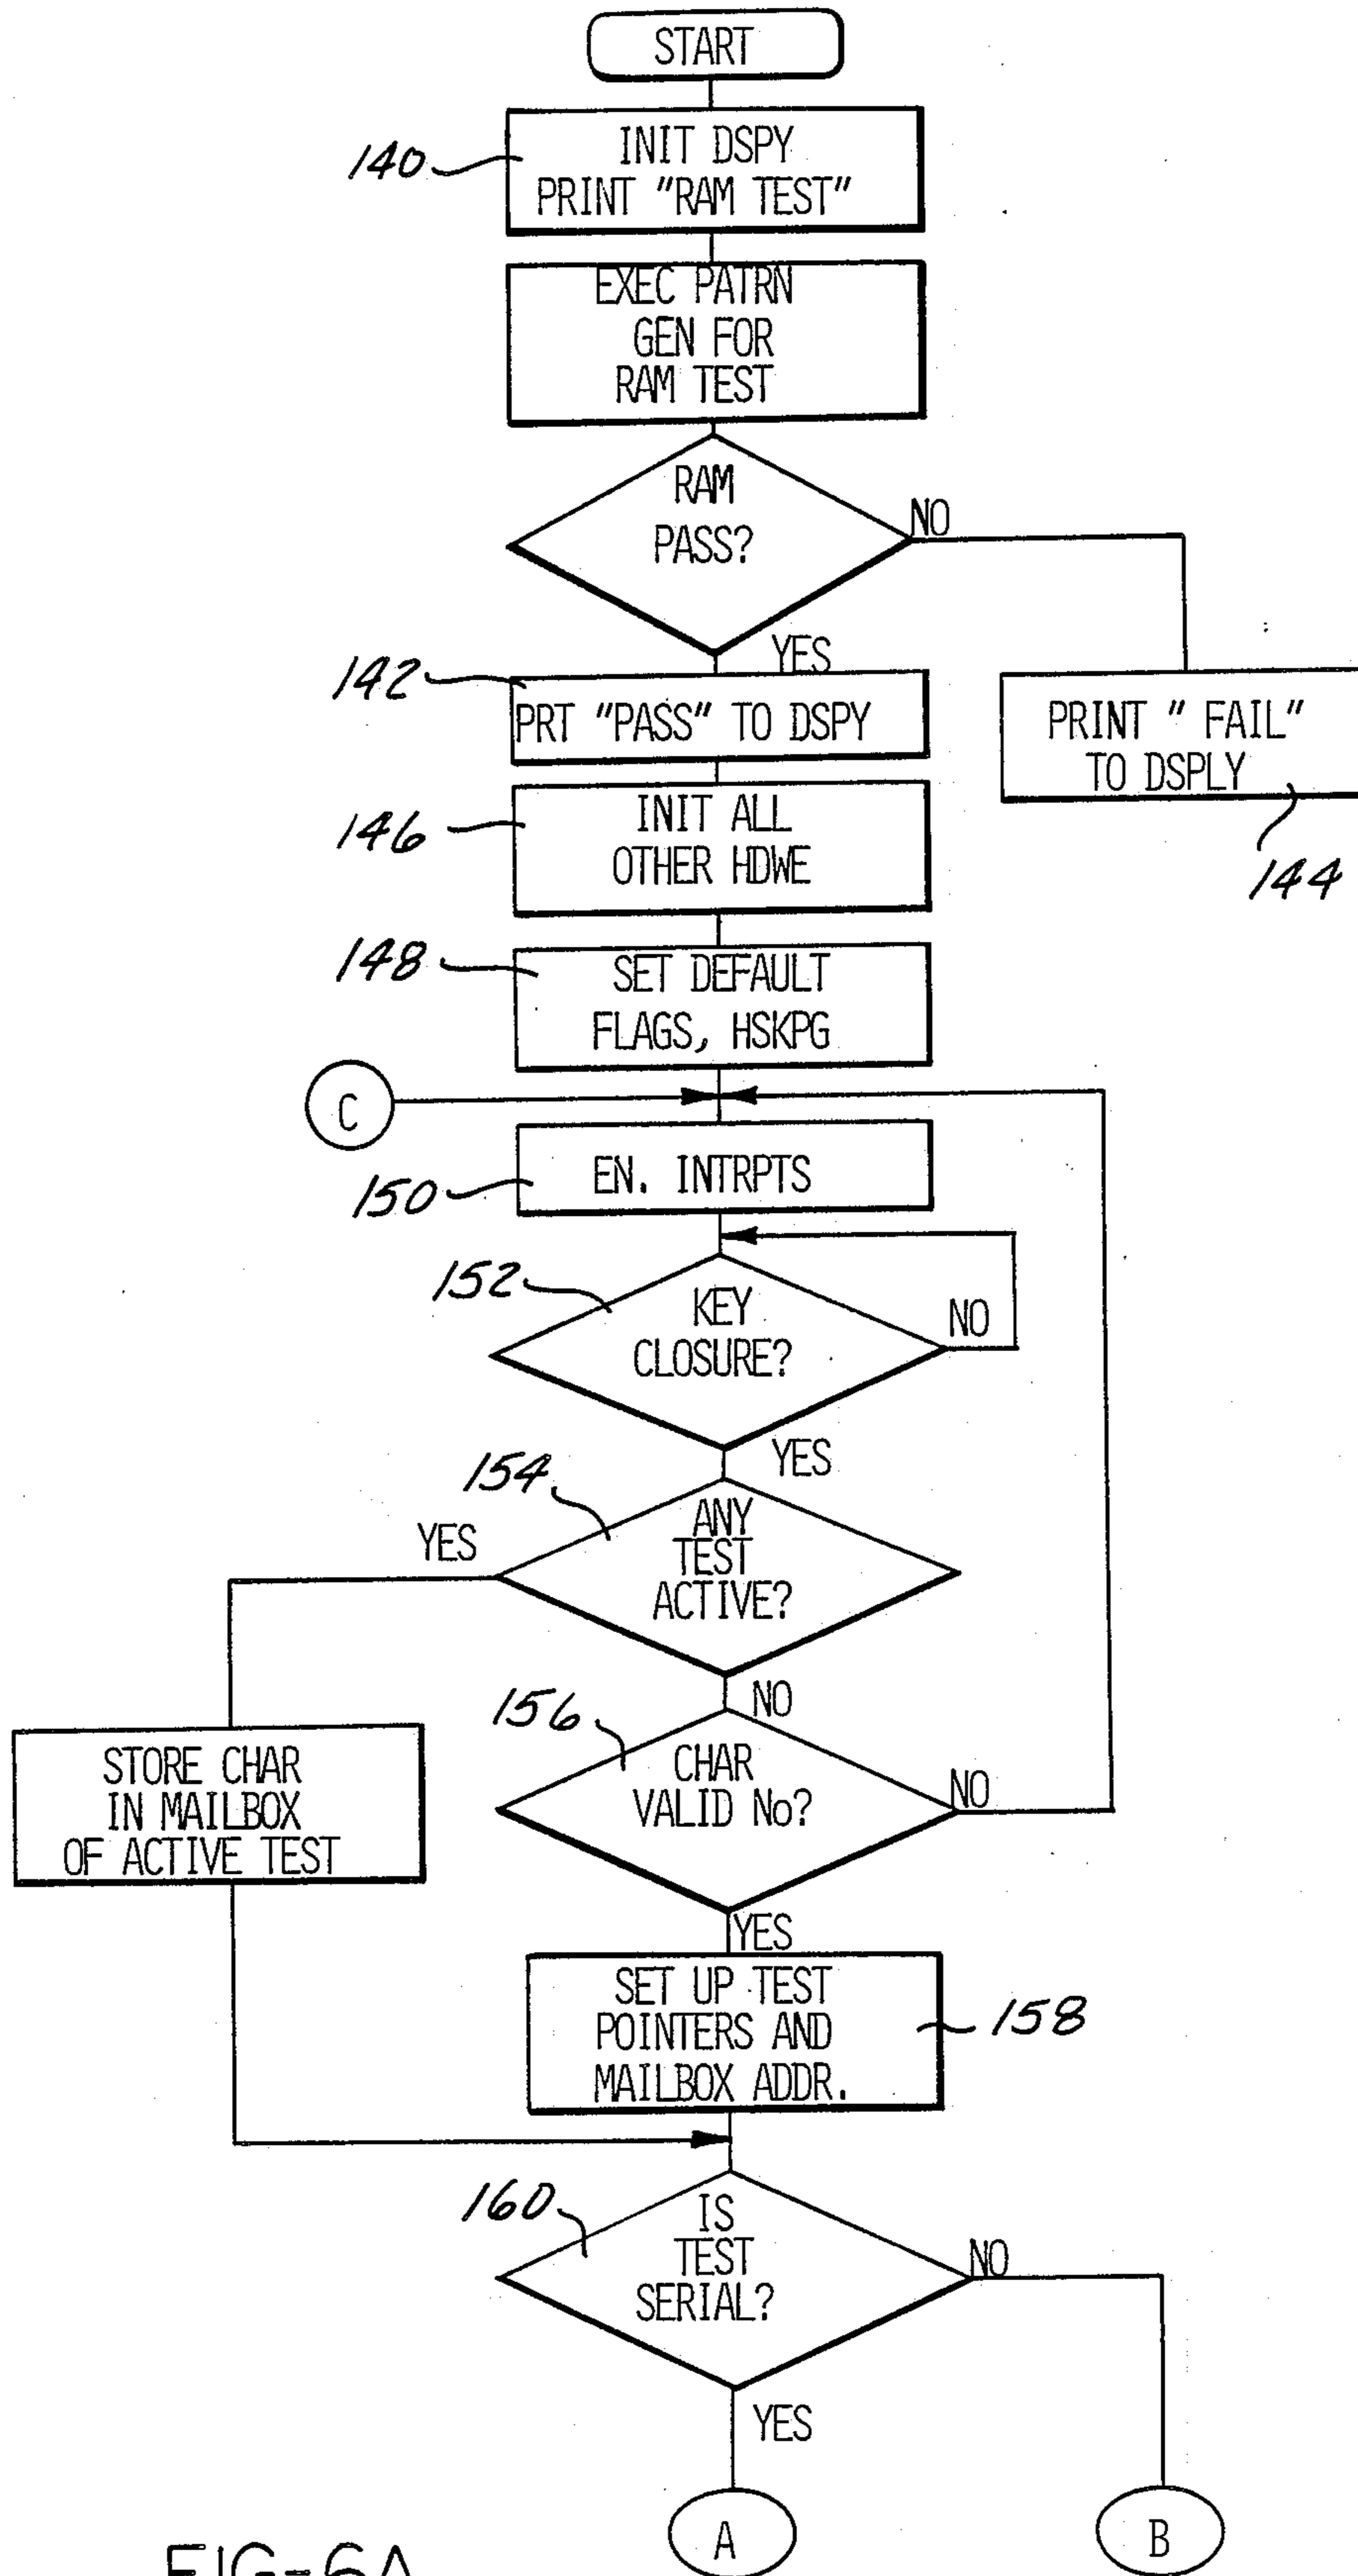 START
140
INIT DSPY
PRINT "RAM TEST"
EXEC PATRN
GEN FOR
RAM TEST
RAM
PASS?
NO
YES
142
PRT "PASS" TO DSPY
PRINT " FAIL"
TO DSPLY
144
146
INIT ALL
OTHER HDWE
148
SET DEFAULT
FLAGS, HSKPG
C
150
EN. INTRPTS
152
KEY
CLOSURE?
NO
YES
154
ANY
TEST
ACTIVE?
YES
NO
156
CHAR
VALID No?
NO
STORE CHAR
IN MAILBOX
OF ACTIVE TEST
YES
SET UP TEST
POINTERS AND
MAILBOX ADDR.
158
160
IS
TEST
SERIAL?
NO
YES
A
B
FIG-6A